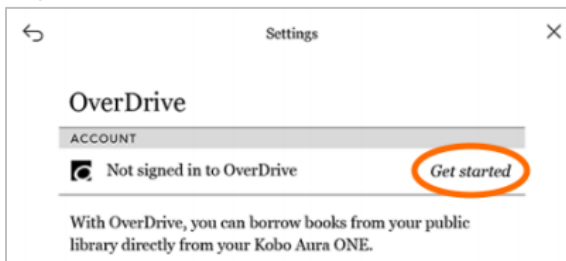 Settings
OverDrive
ACCOUNT
Not signed in to OverDrive Get started
With OverDrive, you can borrow books from your public
library directly from your Kobo Aura ONE.